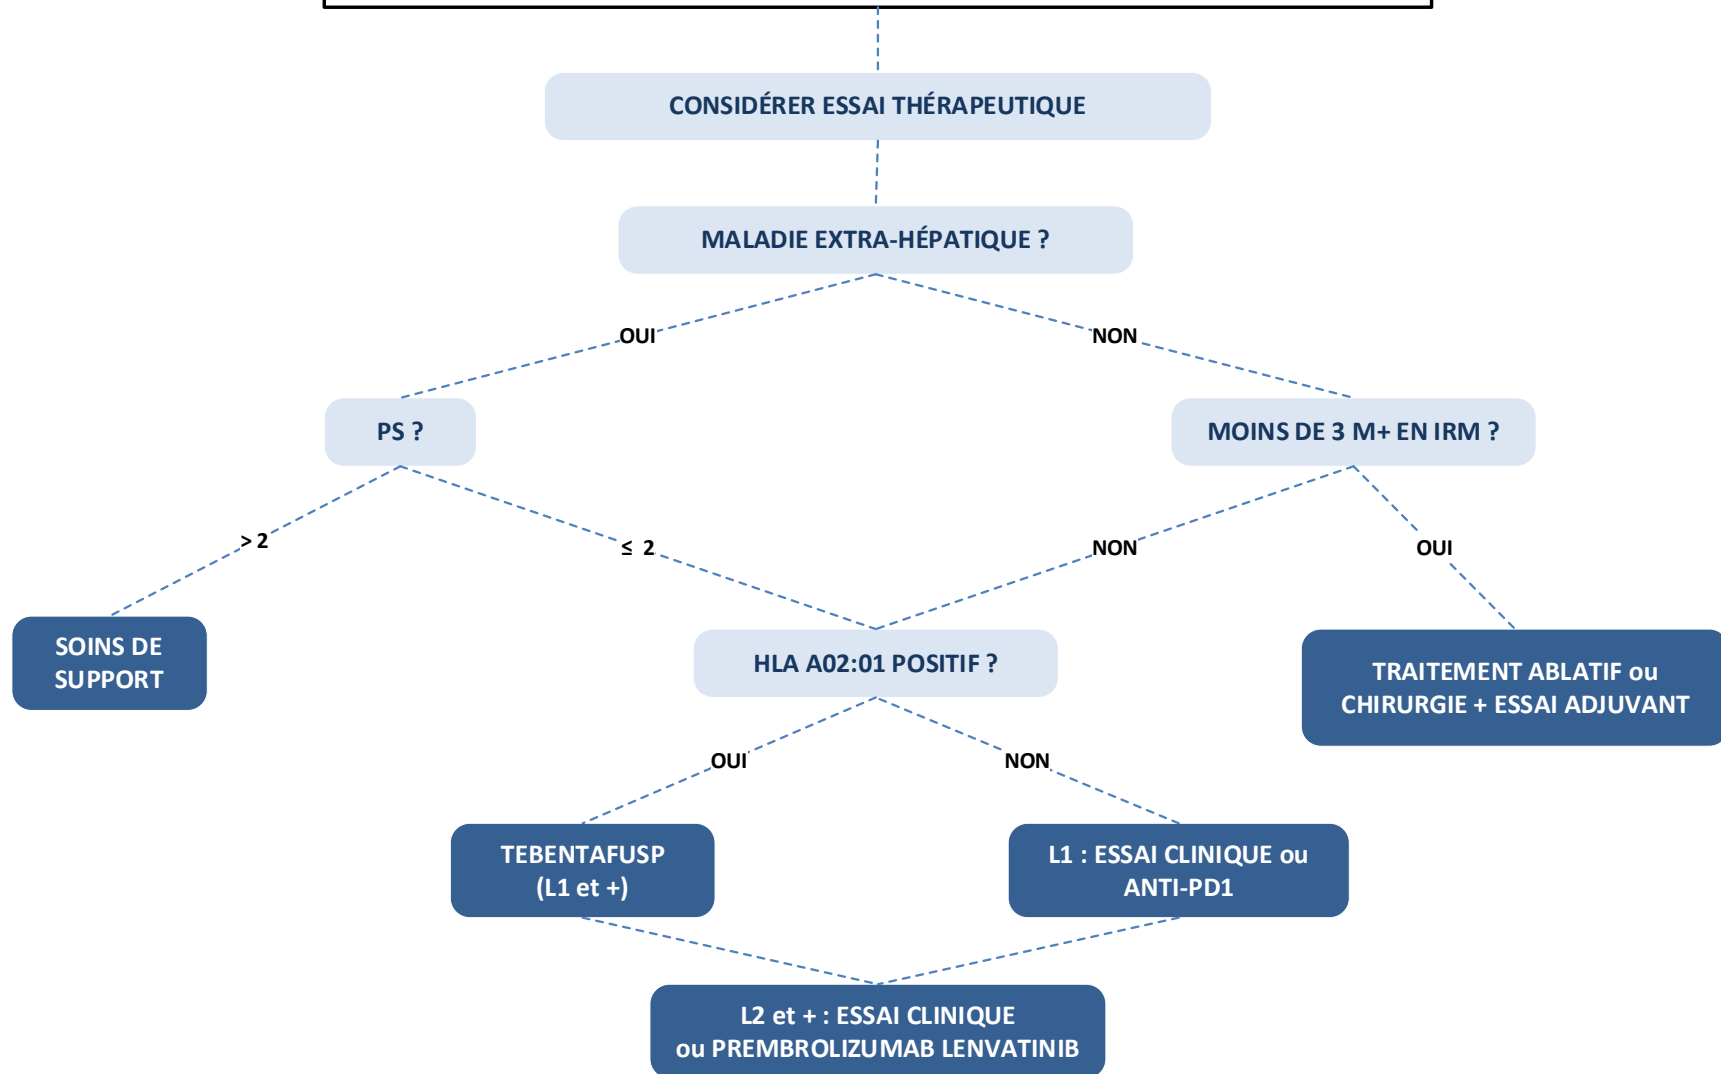 CONSIDÉRER ESSAI THÉRAPEUTIQUE
MALADIE EXTRA-HÉPATIQUE ?
OUI
NON
PS ?
MOINS DE 3 M+ EN IRM ?
> 2
≤ 2
NON
OUI
SOINS DE
SUPPORT
HLA A02:01 POSITIF ?
TRAITEMENT ABLATIF ou
CHIRURGIE + ESSAI ADJUVANT
OUI
NON
TEBENTAFUSP
(L1 et +)
L1 : ESSAI CLINIQUE ou
ANTI-PD1
L2 et + : ESSAI CLINIQUE
ou PREMBROLIZUMAB LENVATINIB